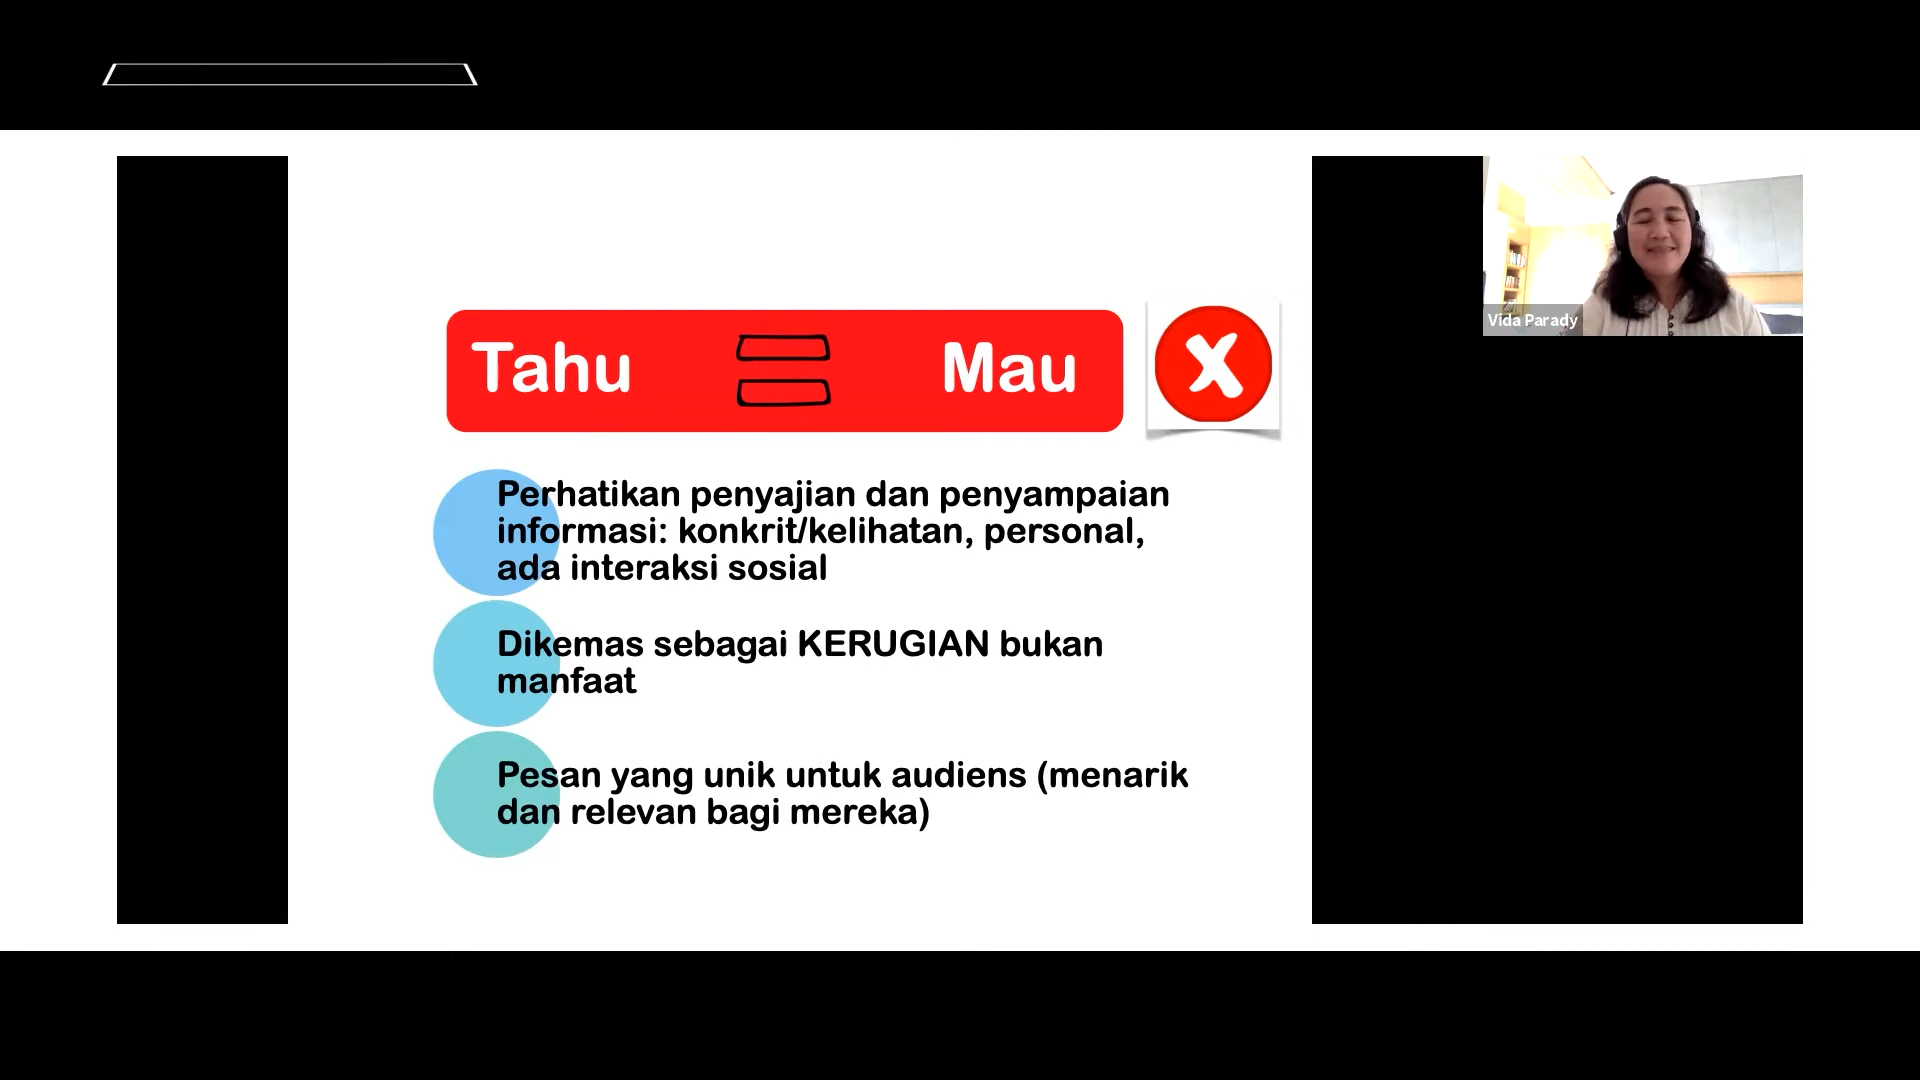 Tahu = Mau X
Perhatikan penyajian dan penyampaian
informasi: konkrit/kelihatan, personal,
ada interaksi sosial
Dikemas sebagai KERUGIAN bukan
manfaat
Pesan yang unik untuk audiens (menarik
dan relevan bagi mereka)
Vida Parady